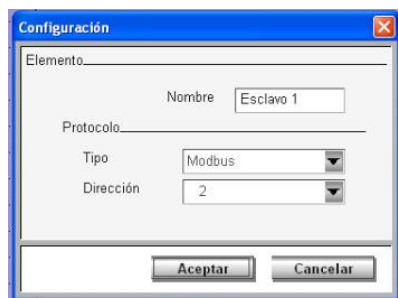 Configuración
Elemento
Nombre Esclavo 1
Protocolo
Tipo Modbus
Dirección 2
Aceptar Cancelar